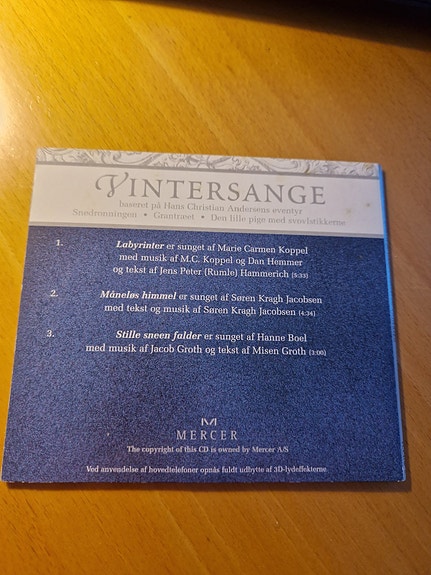 VINTERSANGE
baseret på Hans Christian Andersens eventyr
Snedronningen • Grantræet • Den lille pige med svovlstikkerne
1. Labyrinter er sunget af Marie Carmen Koppel
med musik af M.C. Koppel og Dan Hemmer
og tekst af Jens Peter (Rumle) Hammerich (5:33)
2. Måneløs himmel er sunget af Søren Kragh Jacobsen
med tekst og musik af Søren Kragh Jacobsen (4:34)
3. Stille sneen falder er sunget af Hanne Boel
med musik af Jacob Groth og tekst af Misen Groth (3:00)
MERCER
The copyright of this CD is owned by Mercer A/S
Ved anvendelse af hovedtelefoner opnås fuldt udbytte af 3D-lydeffekterne